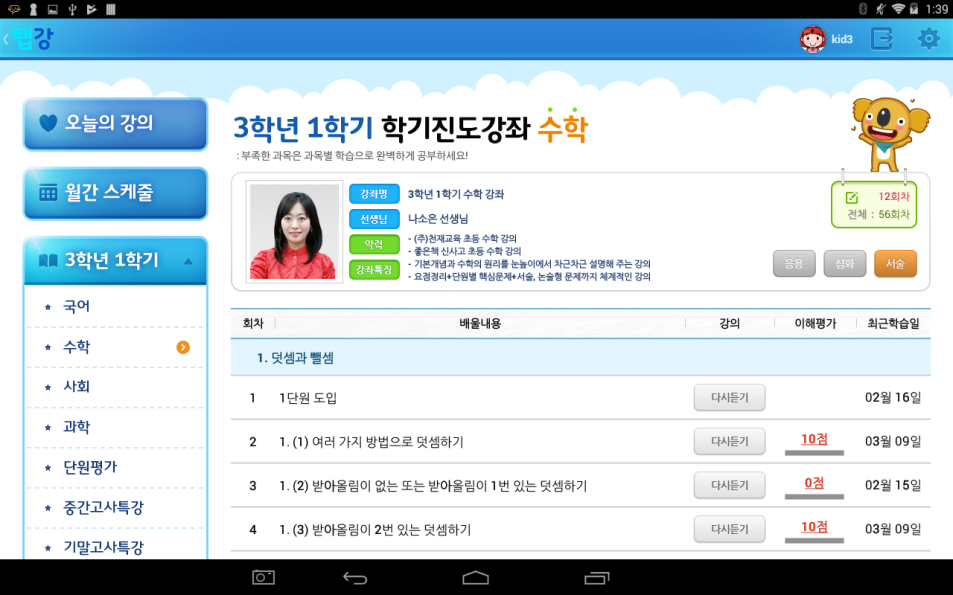 1:39
탭강
kid3
오늘의 강의
월간 스케줄
3학년 1학기
국어
수학
사회
과학
단원평가
중간고사특강
기말고사특강
3학년 1학기 학기진도강좌 수학
: 부족한 과목은 과목별 학습으로 완벽하게 공부하세요!
강좌명 3학년 1학기 수학 강좌
선생님 나소은 선생님
약력 - (주)천재교육 초등 수학 강의
- 좋은책 신사고 초등 수학 강의
강좌특징 - 기본개념과 수학의 원리를 눈높이에서 차근차근 설명해 주는 강의
- 요점정리+단원별 핵심문제+서술, 논술형 문제까지 체계적인 강의
12회차
전체 : 56회차
응용 심화 서술
회차 배울내용 강의 이해평가 최근학습일
1. 덧셈과 뺄셈
1 1단원 도입 다시듣기 02월 16일
2 1. (1) 여러 가지 방법으로 덧셈하기 다시듣기 10점 03월 09일
3 1. (2) 받아올림이 없는 또는 받아올림이 1번 있는 덧셈하기 다시듣기 0점 02월 15일
4 1. (3) 받아올림이 2번 있는 덧셈하기 다시듣기 10점 03월 09일